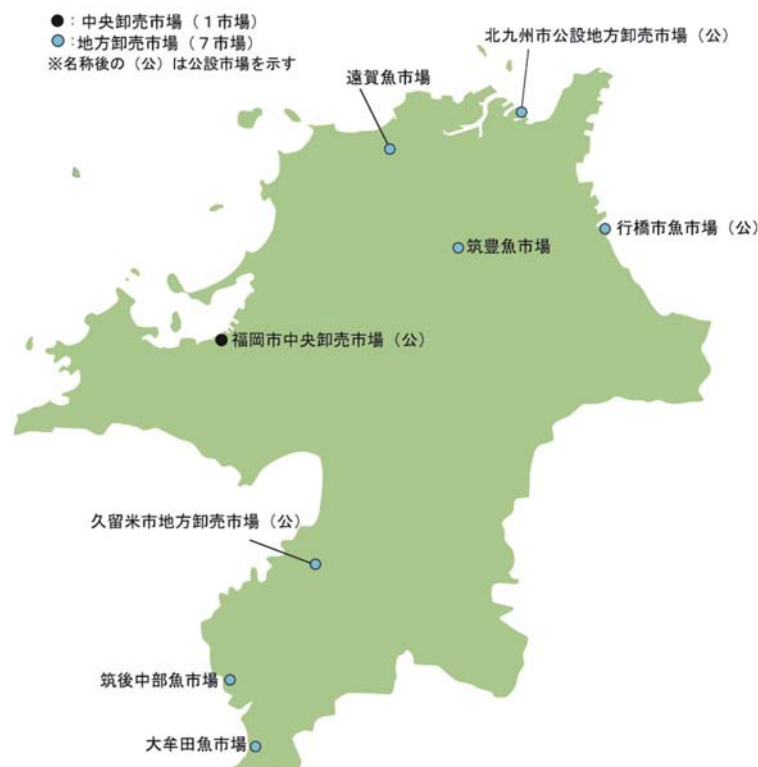 ●：中央卸売市場（１市場）
●：地方卸売市場（７市場）
※名称後の（公）は公設市場を示す
北九州市公設地方卸売市場（公）
遠賀魚市場
行橋市魚市場（公）
筑豊魚市場
福岡市中央卸売市場（公）
久留米市地方卸売市場（公）
筑後中部魚市場
大牟田魚市場